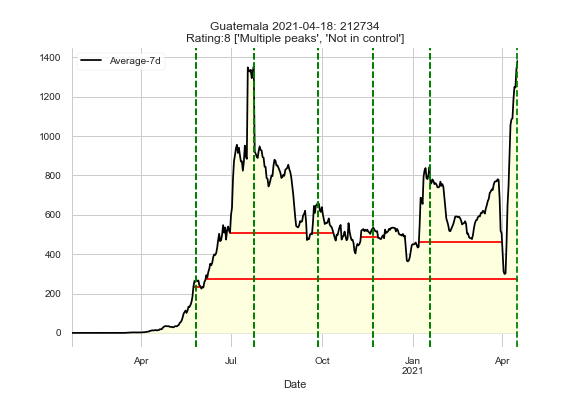 Guatemala 2021-04-18: 212734
Rating:8 ['Multiple peaks', 'Not in control']
Average-7d
1400
1200
1000
800
600
400
200
0
Apr
Jul
Oct
Jan
2021
Apr
Date